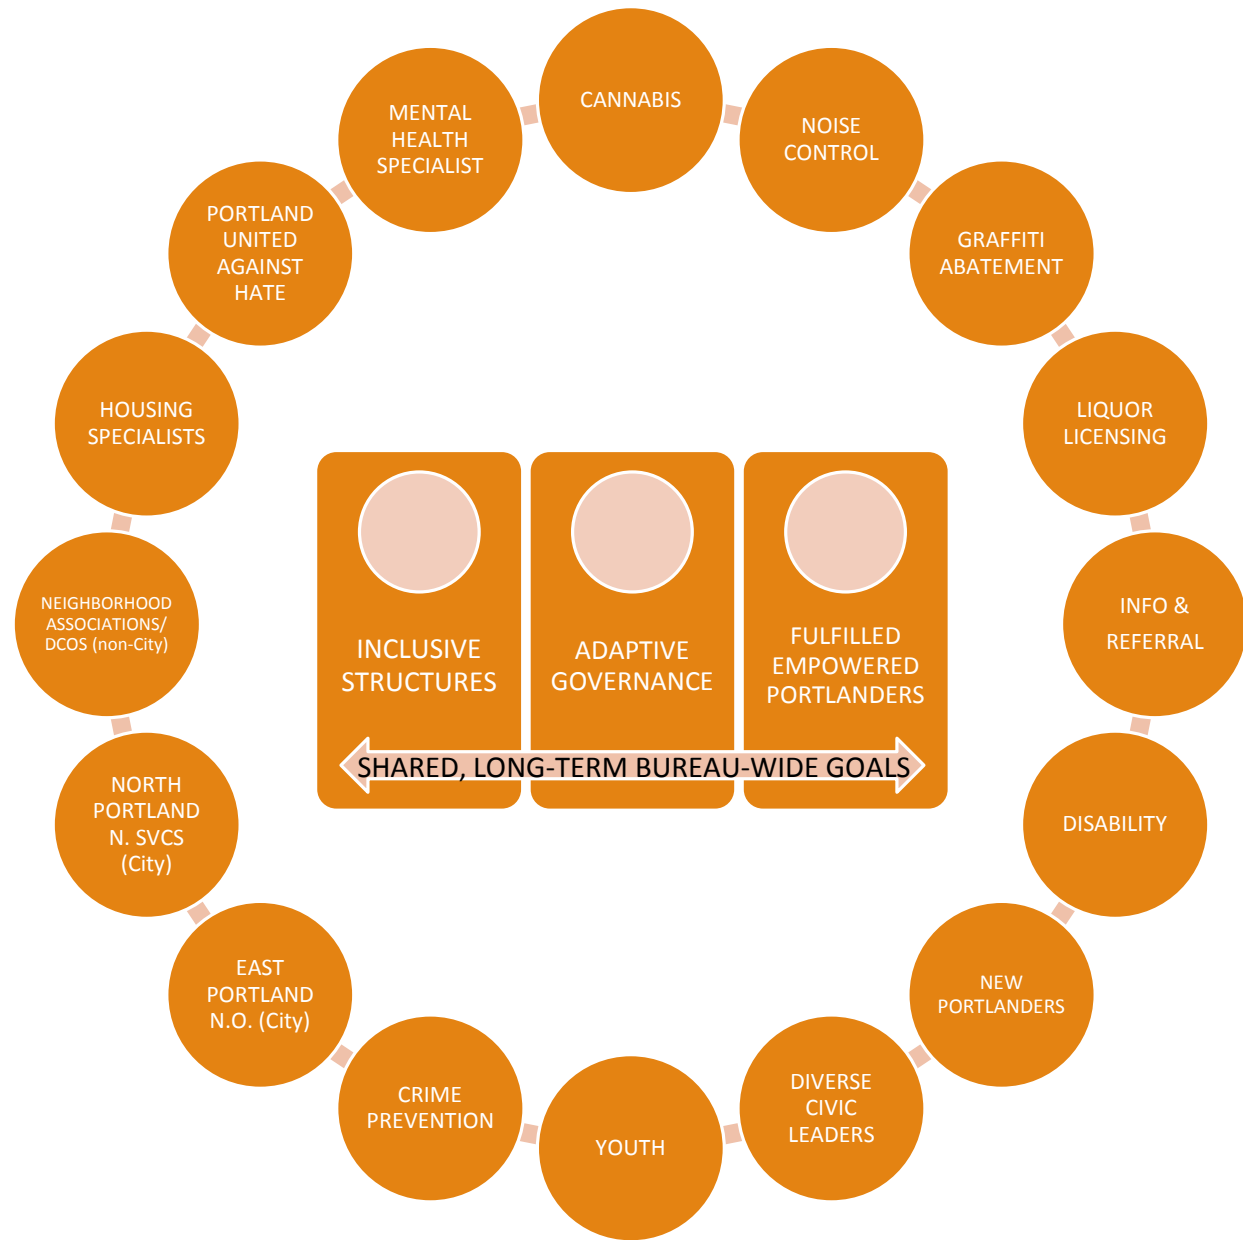 CANNABIS
NOISE
CONTROL
GRAFFITI
ABATEMENT
LIQUOR
LICENSING
INFO &
REFERRAL
DISABILITY
NEW
PORTLANDERS
DIVERSE
CIVIC
LEADERS
YOUTH
CRIME
PREVENTION
EAST
PORTLAND
N.O. (City)
NORTH
PORTLAND
N. SVCS
(City)
NEIGHBORHOOD
ASSOCIATIONS/
DCOS (non-City)
HOUSING
SPECIALISTS
PORTLAND
UNITED
AGAINST
HATE
MENTAL
HEALTH
SPECIALIST
INCLUSIVE
STRUCTURES
ADAPTIVE
GOVERNANCE
FULFILLED
EMPOWERED
PORTLANDERS
SHARED, LONG-TERM BUREAU-WIDE GOALS